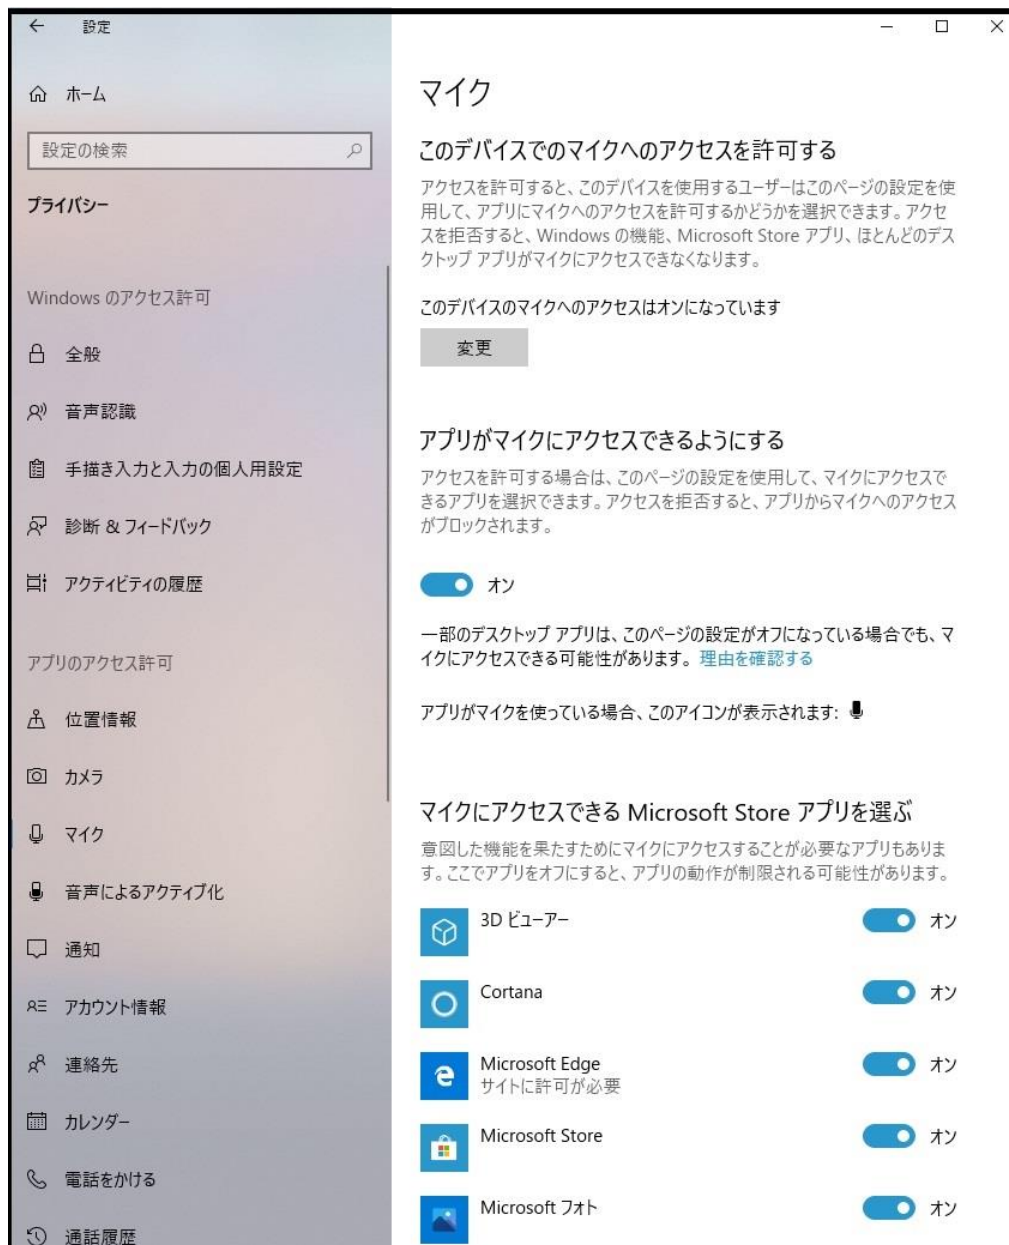 設定
ホーム
設定の検索
プライバシー
Windows のアクセス許可
全般
音声認識
手描き入力と入力の個人用設定
診断 & フィードバック
アクティビティの履歴
アプリのアクセス許可
位置情報
カメラ
マイク
音声によるアクティブ化
通知
アカウント情報
連絡先
カレンダー
電話をかける
通話履歴
マイク
このデバイスでのマイクへのアクセスを許可する
アクセスを許可すると、このデバイスを使用するユーザーはこのページの設定を使
用して、アプリにマイクへのアクセスを許可するかどうかを選択できます。アクセ
スを拒否すると、Windows の機能、Microsoft Store アプリ、ほとんどのデス
クトップ アプリがマイクにアクセスできなくなります。
このデバイスのマイクへのアクセスはオンになっています
変更
アプリがマイクにアクセスできるようにする
アクセスを許可する場合は、このページの設定を使用して、マイクにアクセスで
きるアプリを選択できます。アクセスを拒否すると、アプリからマイクへのアクセス
がブロックされます。
オン
一部のデスクトップ アプリは、このページの設定がオフになっている場合でも、マ
イクにアクセスできる可能性があります。 理由を確認する
アプリがマイクを使っている場合、このアイコンが表示されます:
マイクにアクセスできる Microsoft Store アプリを選ぶ
意図した機能を果たすためにマイクにアクセスすることが必要なアプリもありま
す。ここでアプリをオフにすると、アプリの動作が制限される可能性があります。
3D ビューアー オン
Cortana オン
Microsoft Edge オン
サイトに許可が必要
Microsoft Store オン
Microsoft フォト オン